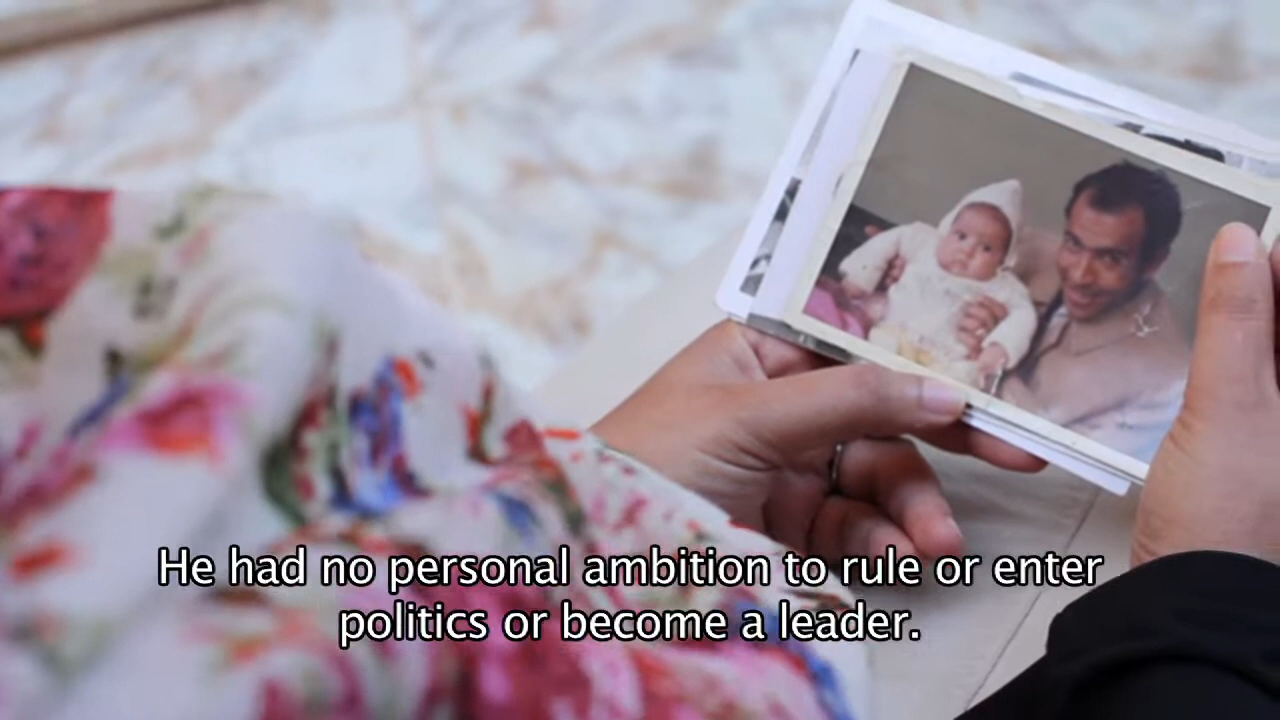 He had no personal ambition to rule or enter
politics or become a leader.